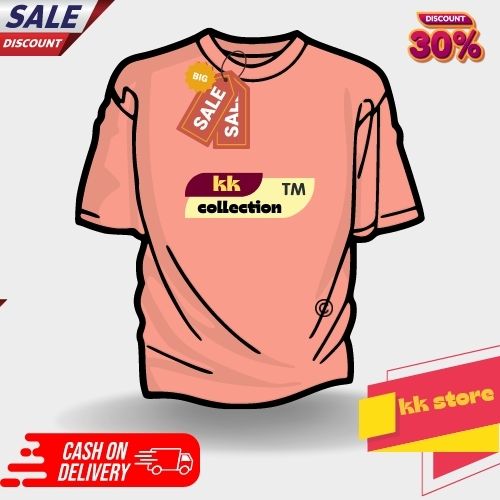 SALE
DISCOUNT
DISCOUNT
30%
BIG
SALE
SALE
kk
TM
collection
©
kk store
CASH ON
DELIVERY